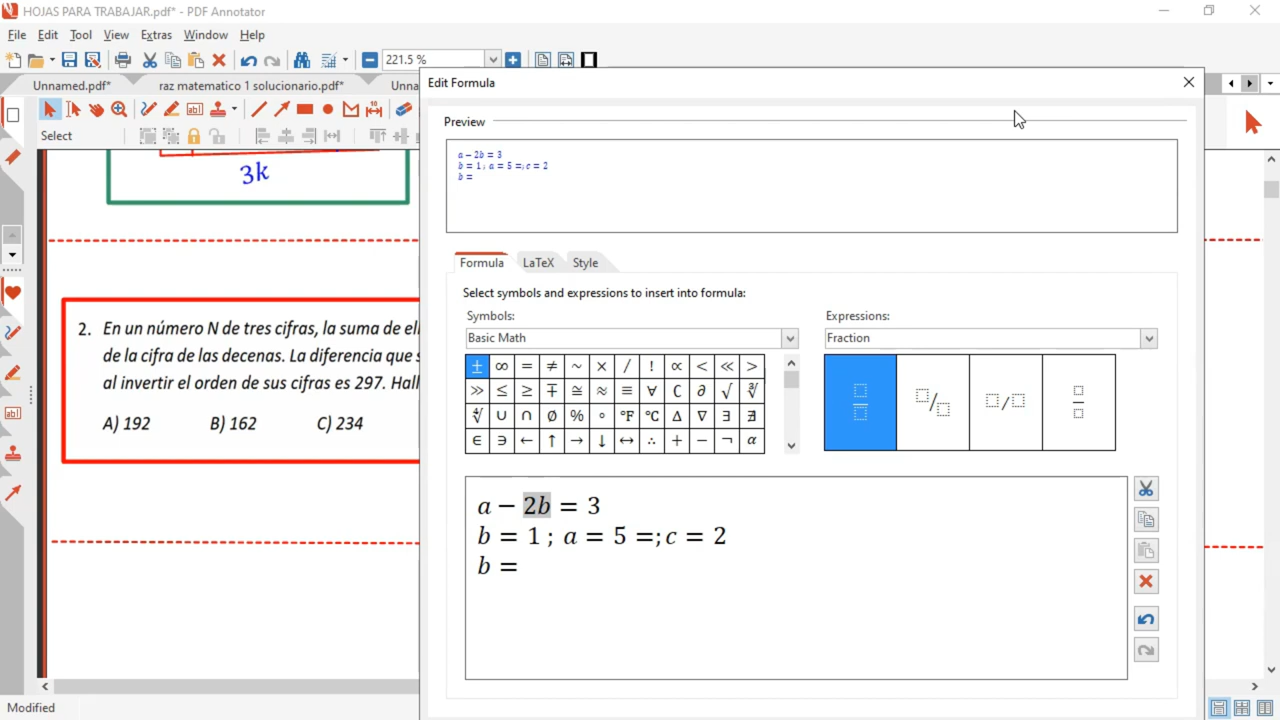 HOJAS PARA TRABAJAR.pdf* - PDF Annotator
File Edit Tool View Extras Window Help
221.5 %
Unnamed.pdf* raz matematico 1 solucionario.pdf* Unna
Select
3k
2. En un número N de tres cifras, la suma de el
de la cifra de las decenas. La diferencia que s
al invertir el orden de sus cifras es 297. Hall
A) 192 B) 162 C) 234
Edit Formula
Preview
a − 2b = 3
b = 1 ; a = 5 =; c = 2
b =
Formula LaTeX Style
Select symbols and expressions to insert into formula:
Symbols: Expressions:
Basic Math Fraction
± ∞ = ≠ ~ × / ! ∝ < ≪ >
≫ ≤ ≥ ∓ ≅ ≈ ≡ ∀ ∁ ∂ √ ∛
∜ ∪ ∩ ∅ % ° °F °C ∆ ∇ ∃ ∄
∈ ∋ ← ↑ → ↓ ↔ ∴ + − ¬ α
a − 2b = 3
b = 1 ; a = 5 =; c = 2
b =
Modified